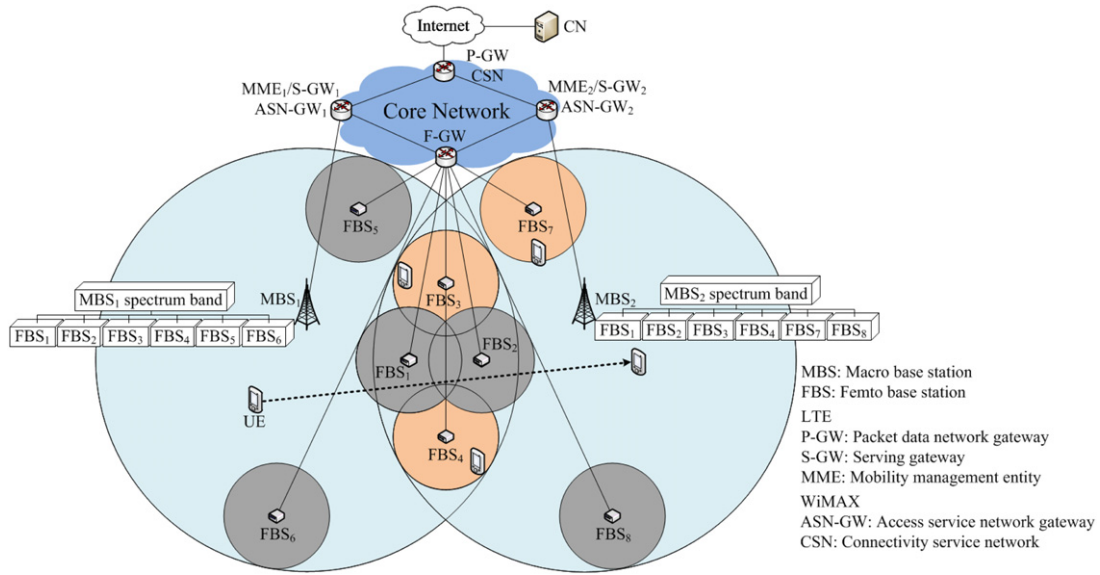 Internet
CN
P-GW
CSN
MME₁/S-GW₁
ASN-GW₁
MME₂/S-GW₂
ASN-GW₂
Core Network
F-GW
FBS₅
FBS₇
FBS₃
MBS₁
MBS₂
MBS₁ spectrum band
FBS₁ FBS₂ FBS₃ FBS₄ FBS₅ FBS₆
MBS₂ spectrum band
FBS₁ FBS₂ FBS₃ FBS₄ FBS₇ FBS₈
FBS₁
FBS₂
UE
FBS₄
FBS₆
FBS₈
MBS: Macro base station
FBS: Femto base station
LTE
P-GW: Packet data network gateway
S-GW: Serving gateway
MME: Mobility management entity
WiMAX
ASN-GW: Access service network gateway
CSN: Connectivity service network